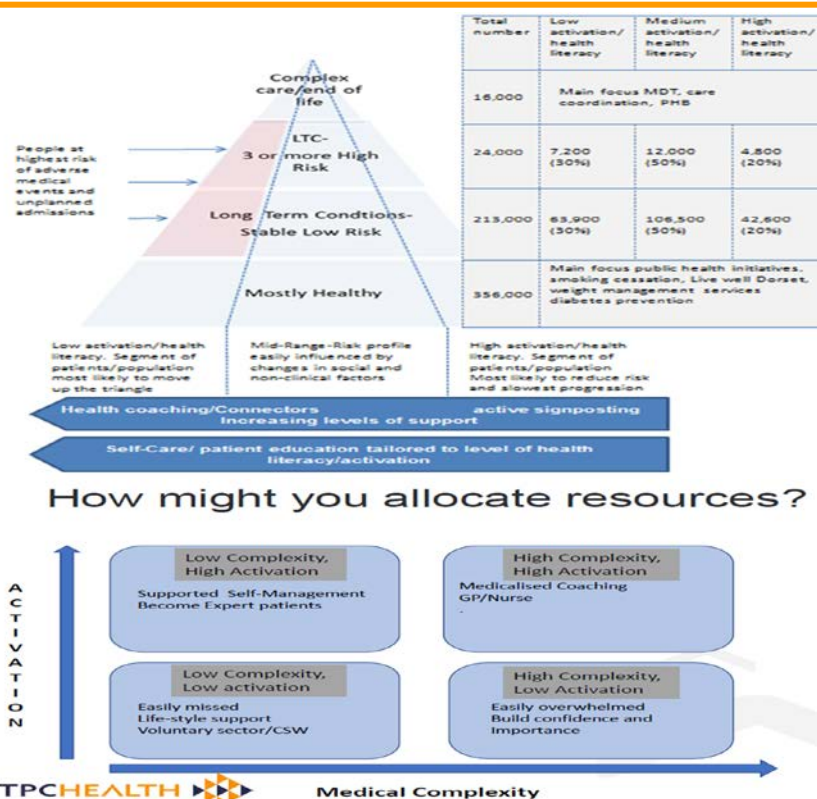 Total number
Low activation/ health literacy
Medium activation/ health literacy
High activation/ health literacy
Complex
care/end of
life
16,000
Main focus MDT, care
coordination, PHB
People at
highest risk
of adverse
medical
events and
unplanned
admissions
LTC-
3 or more High
Risk
24,000
7,200
(30%)
12,000
(50%)
4,800
(20%)
Long Term Condtions-
Stable Low Risk
213,000
63,900
(30%)
106,500
(50%)
42,600
(20%)
Mostly Healthy
356,000
Main focus public health initiatives,
smoking cessation, Live well Dorset,
weight management services
diabetes prevention
Low activation/health
literacy. Segment of
patients/population
most likely to move
up the triangle
Mid-Range-Risk profile
easily influenced by
changes in social and
non-clinical factors
High activation/health
literacy. Segment of
patients/population
Most likely to reduce risk
and slowest progression
Health coaching/Connectors active signposting
Increasing levels of support
Self-Care/ patient education tailored to level of health
literacy/activation
How might you allocate resources?
ACTIVATION
Low Complexity,
High Activation
Supported Self-Management
Become Expert patients
High Complexity,
High Activation
Medicalised Coaching
GP/Nurse
.
Low Complexity,
Low activation
Easily missed
Life-style support
Voluntary sector/CSW
High Complexity,
Low Activation
Easily overwhelmed
Build confidence and
Importance
TPCHEALTH
Medical Complexity